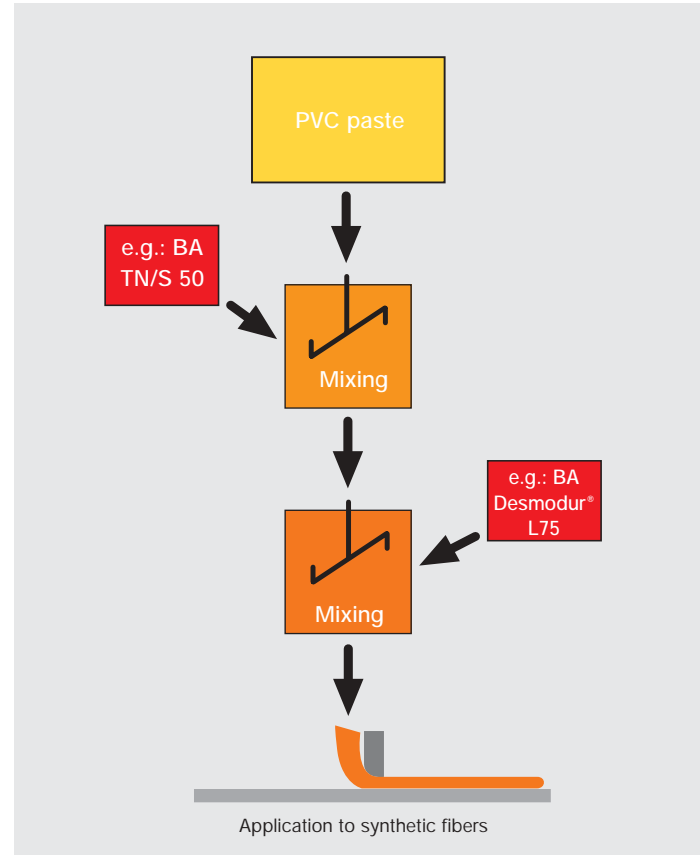 PVC paste
e.g.: BA
TN/S 50
Mixing
e.g.: BA
Desmodur®
L75
Mixing
Application to synthetic fibers